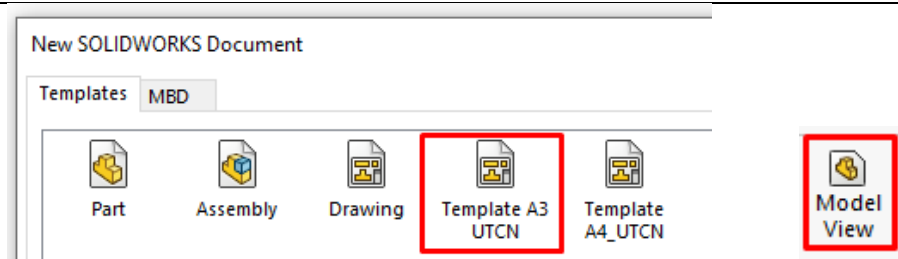 New SOLIDWORKS Document
Templates MBD
Part Assembly Drawing Template A3 Template
UTCN A4_UTCN
Model
View